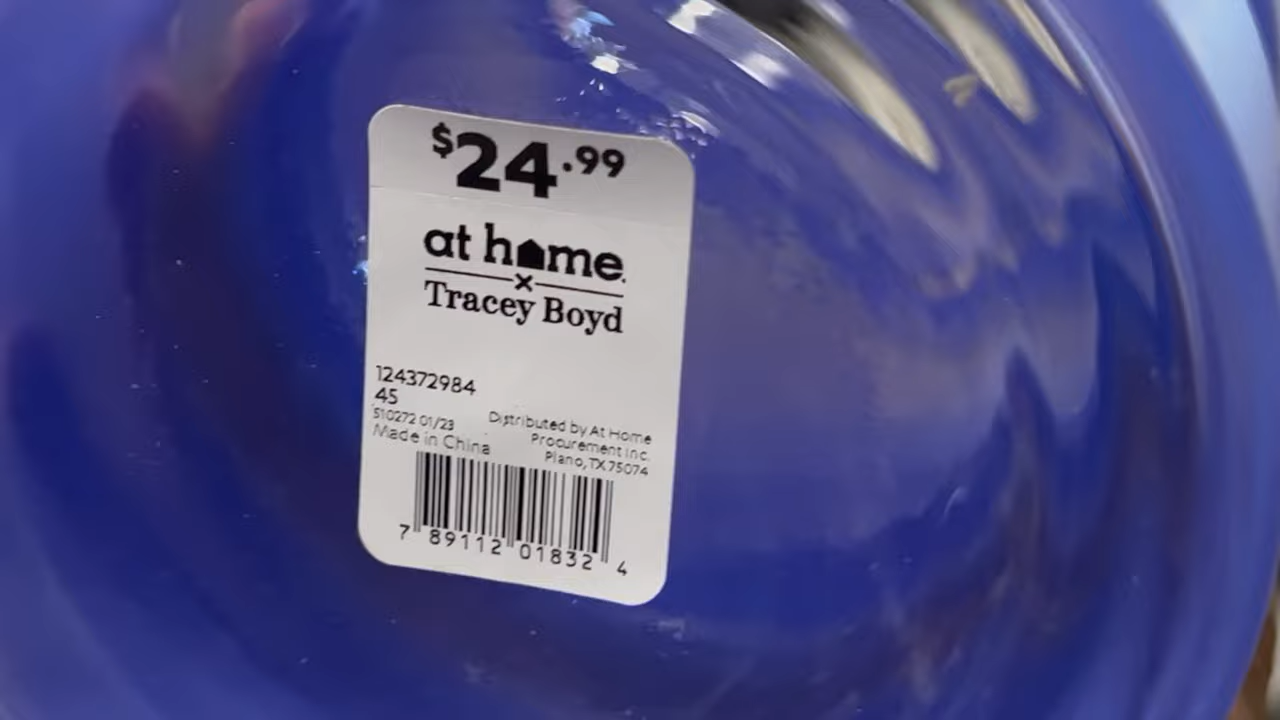 $24.99
at home
x
Tracey Boyd
124372984
45
510272 01/23
Made in China
Distributed by At Home
Procurement Inc.
Plano, TX 75074
7 89112 01832 4